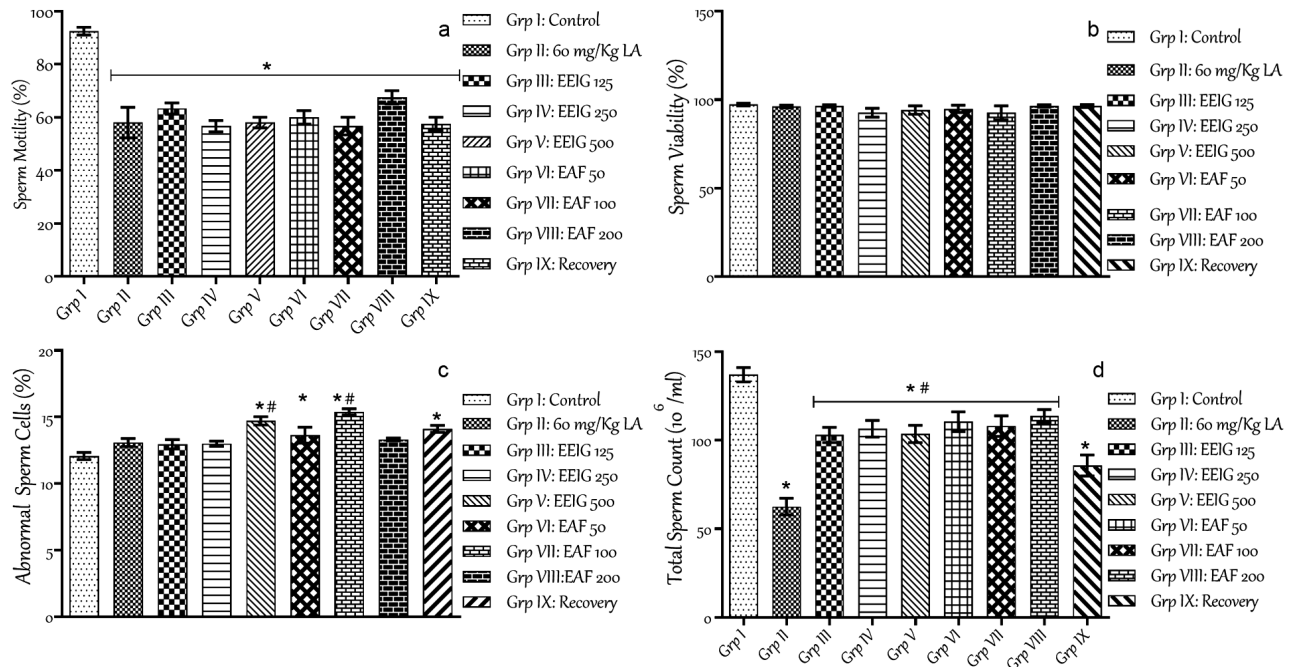 a
Sperm Motility (%)
100
80
60
40
20
0
*
Grp I
Grp II
Grp III
Grp IV
Grp V
Grp VI
Grp VII
Grp VIII
Grp IX
Grp I: Control
Grp II: 60 mg/Kg LA
Grp III: EEIG 125
Grp IV: EEIG 250
Grp V: EEIG 500
Grp VI: EAF 50
Grp VII: EAF 100
Grp VIII: EAF 200
Grp IX: Recovery
b
Sperm Viability (%)
150
100
50
0
Grp I: Control
Grp II: 60 mg/Kg LA
Grp III: EEIG 125
Grp IV: EEIG 250
Grp V: EEIG 500
Grp VI: EAF 50
Grp VII: EAF 100
Grp VIII: EAF 200
Grp IX: Recovery
c
Abnormal Sperm Cells (%)
20
15
10
5
0
*#
*
*#
*
Grp I: Control
Grp II: 60 mg/Kg LA
Grp III: EEIG 125
Grp IV: EEIG 250
Grp V: EEIG 500
Grp VI: EAF 50
Grp VII: EAF 100
Grp VIII:EAF 200
Grp IX: Recovery
d
Total Sperm Count (10⁶/ml)
150
100
50
0
*
*#
*
Grp I
Grp II
Grp III
Grp IV
Grp V
Grp VI
Grp VII
Grp VIII
Grp IX
Grp I: Control
Grp II: 60 mg/Kg LA
Grp III: EEIG 125
Grp IV: EEIG 250
Grp V: EEIG 500
Grp VI: EAF 50
Grp VII: EAF 100
Grp VIII: EAF 200
Grp IX: Recovery